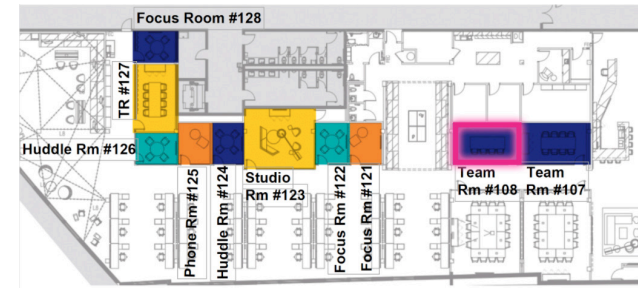 Focus Room #128
TR #127
Huddle Rm #126
Phone Rm #125
Huddle Rm #124
Studio
Rm #123
Focus Rm #122
Focus Rm #121
Team
Rm #108
Team
Rm #107